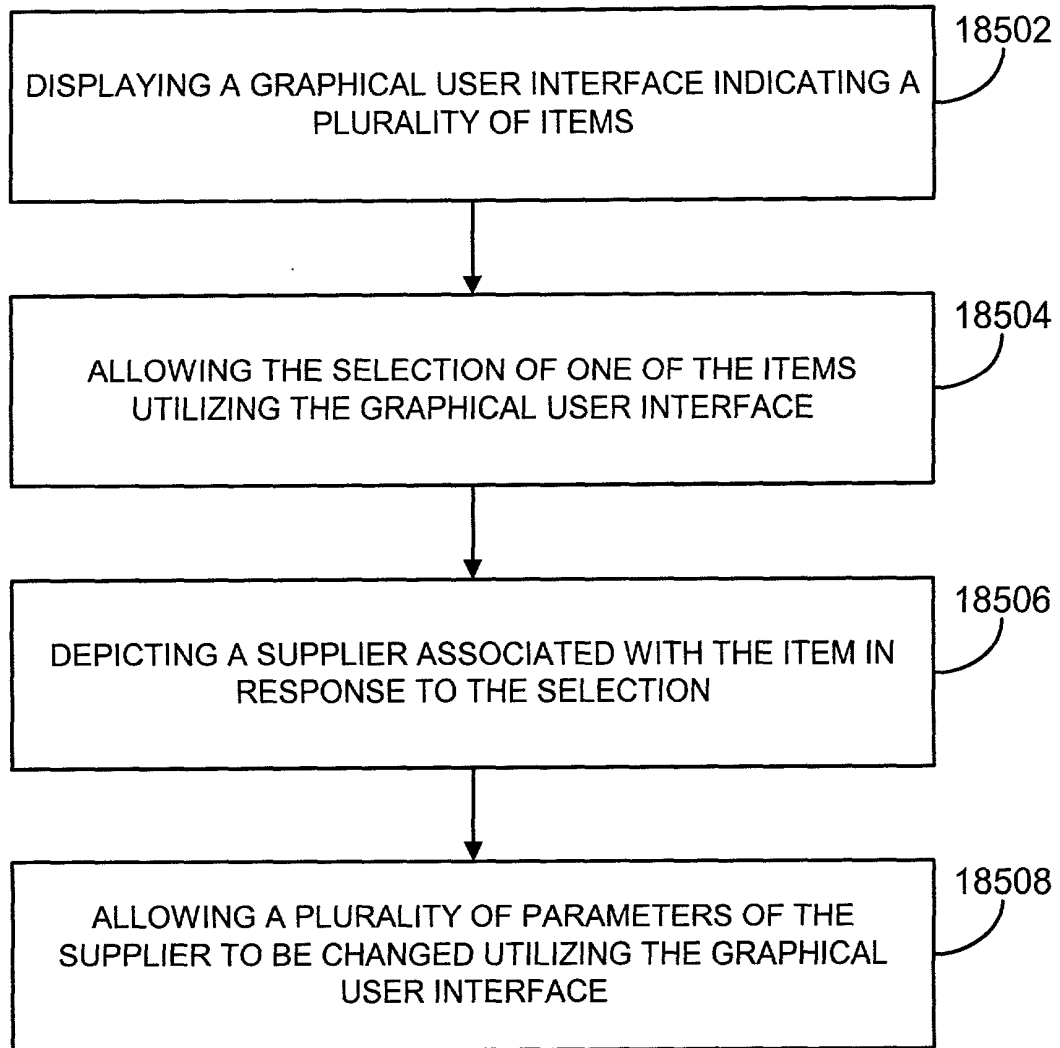 18502
DISPLAYING A GRAPHICAL USER INTERFACE INDICATING A
PLURALITY OF ITEMS
18504
ALLOWING THE SELECTION OF ONE OF THE ITEMS
UTILIZING THE GRAPHICAL USER INTERFACE
18506
DEPICTING A SUPPLIER ASSOCIATED WITH THE ITEM IN
RESPONSE TO THE SELECTION
18508
ALLOWING A PLURALITY OF PARAMETERS OF THE
SUPPLIER TO BE CHANGED UTILIZING THE GRAPHICAL
USER INTERFACE